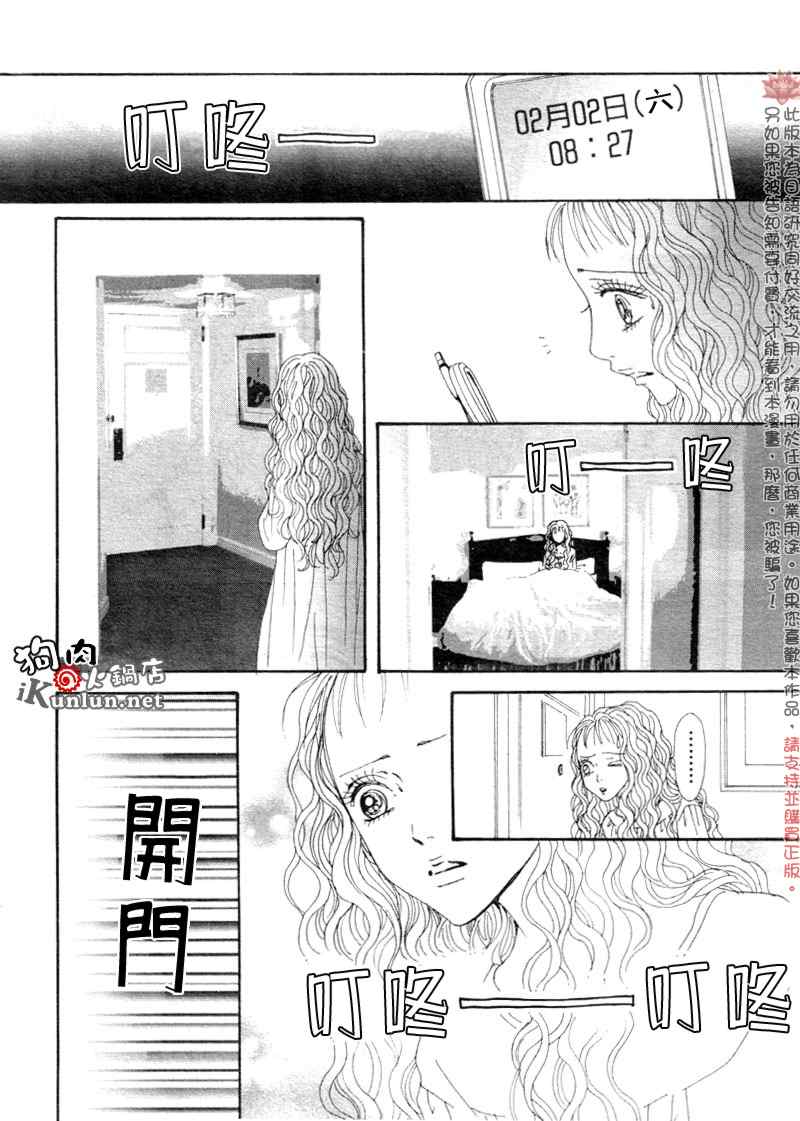 叮咚——
02月02日(六)
08：27
叮——咚
………
叮咚——叮咚
開門
狗肉火鍋店
iKunlun.net
此版本為日語研究同好交流之用，請勿用於任何商業用途。如果您喜歡本作品，請支持並購買正版。
另如果您被告知需要付費，才能看到本漫畫，那麼，您被騙了！